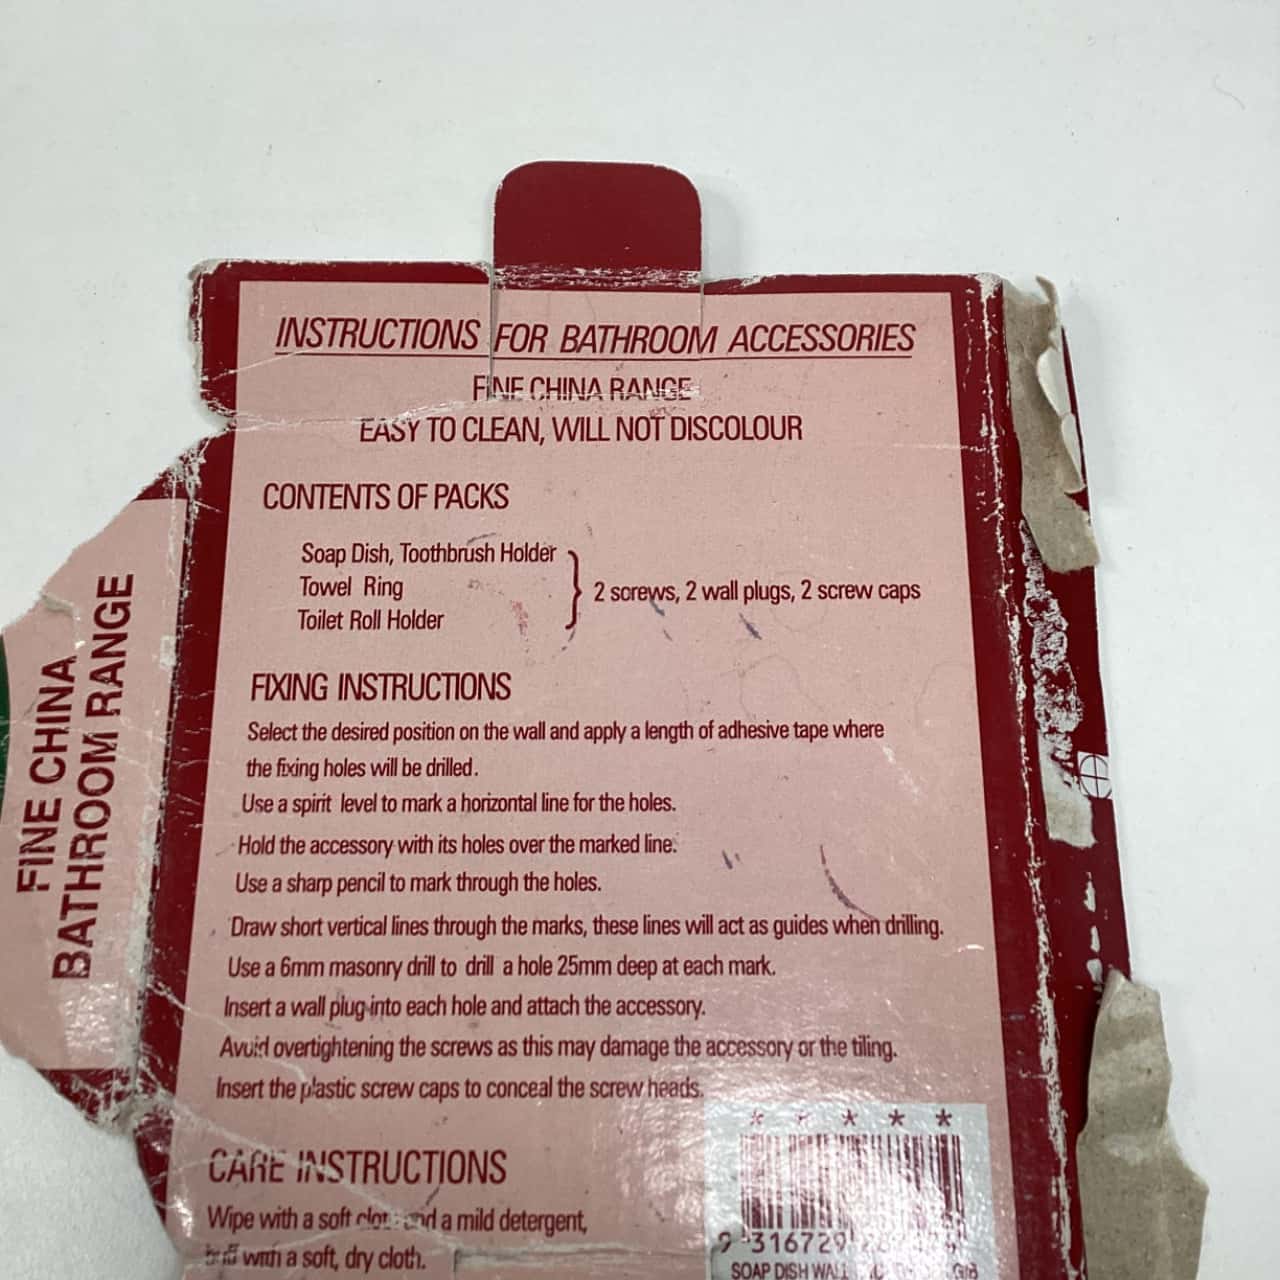 INSTRUCTIONS FOR BATHROOM ACCESSORIES
FINE CHINA RANGE
EASY TO CLEAN, WILL NOT DISCOLOUR
CONTENTS OF PACKS
Soap Dish, Toothbrush Holder
Towel Ring
Toilet Roll Holder
2 screws, 2 wall plugs, 2 screw caps
FIXING INSTRUCTIONS
Select the desired position on the wall and apply a length of adhesive tape where
the fixing holes will be drilled.
Use a spirit level to mark a horizontal line for the holes.
Hold the accessory with its holes over the marked line.
Use a sharp pencil to mark through the holes.
Draw short vertical lines through the marks, these lines will act as guides when drilling.
Use a 6mm masonry drill to drill a hole 25mm deep at each mark.
Insert a wall plug into each hole and attach the accessory.
Avoid overtightening the screws as this may damage the accessory or the tiling.
Insert the plastic screw caps to conceal the screw heads.
CARE INSTRUCTIONS
Wipe with a soft cloth and a mild detergent,
buff with a soft, dry cloth.
* * * * *
9 316729
SOAP DISH WALL
FINE CHINA
BATHROOM RANGE